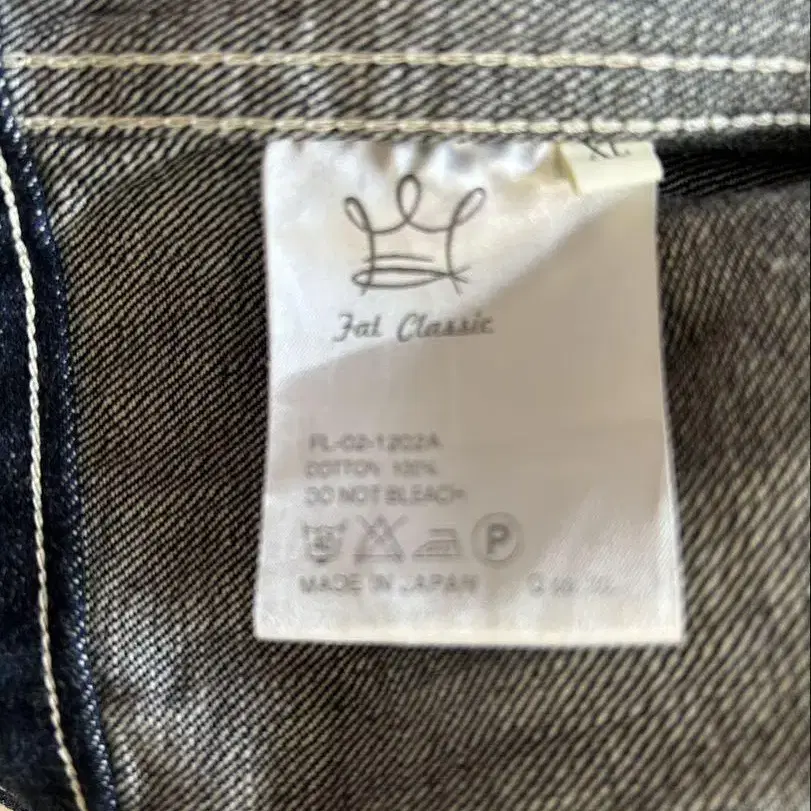 Fat Classic
FL-02-1202A
COTTON 100%
DO NOT BLEACH
P
MADE IN JAPAN